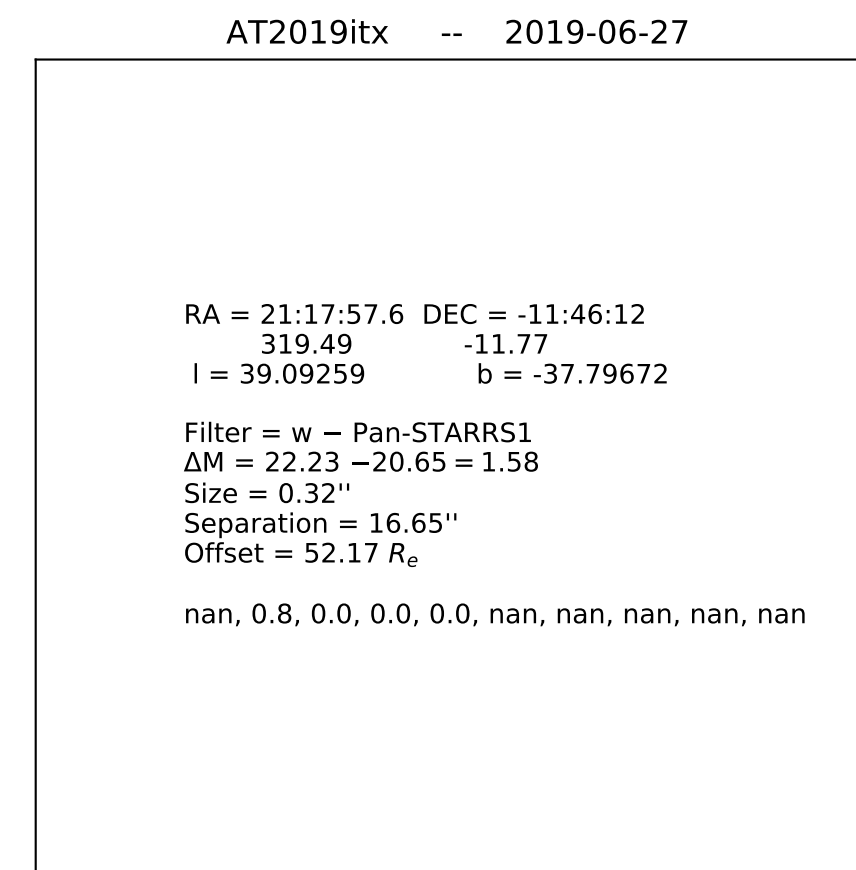 AT2019itx -- 2019-06-27
RA = 21:17:57.6 DEC = -11:46:12
319.49 -11.77
l = 39.09259 b = -37.79672
Filter = w − Pan-STARRS1
ΔM = 22.23 −20.65 = 1.58
Size = 0.32''
Separation = 16.65''
Offset = 52.17 Re
nan, 0.8, 0.0, 0.0, 0.0, nan, nan, nan, nan, nan